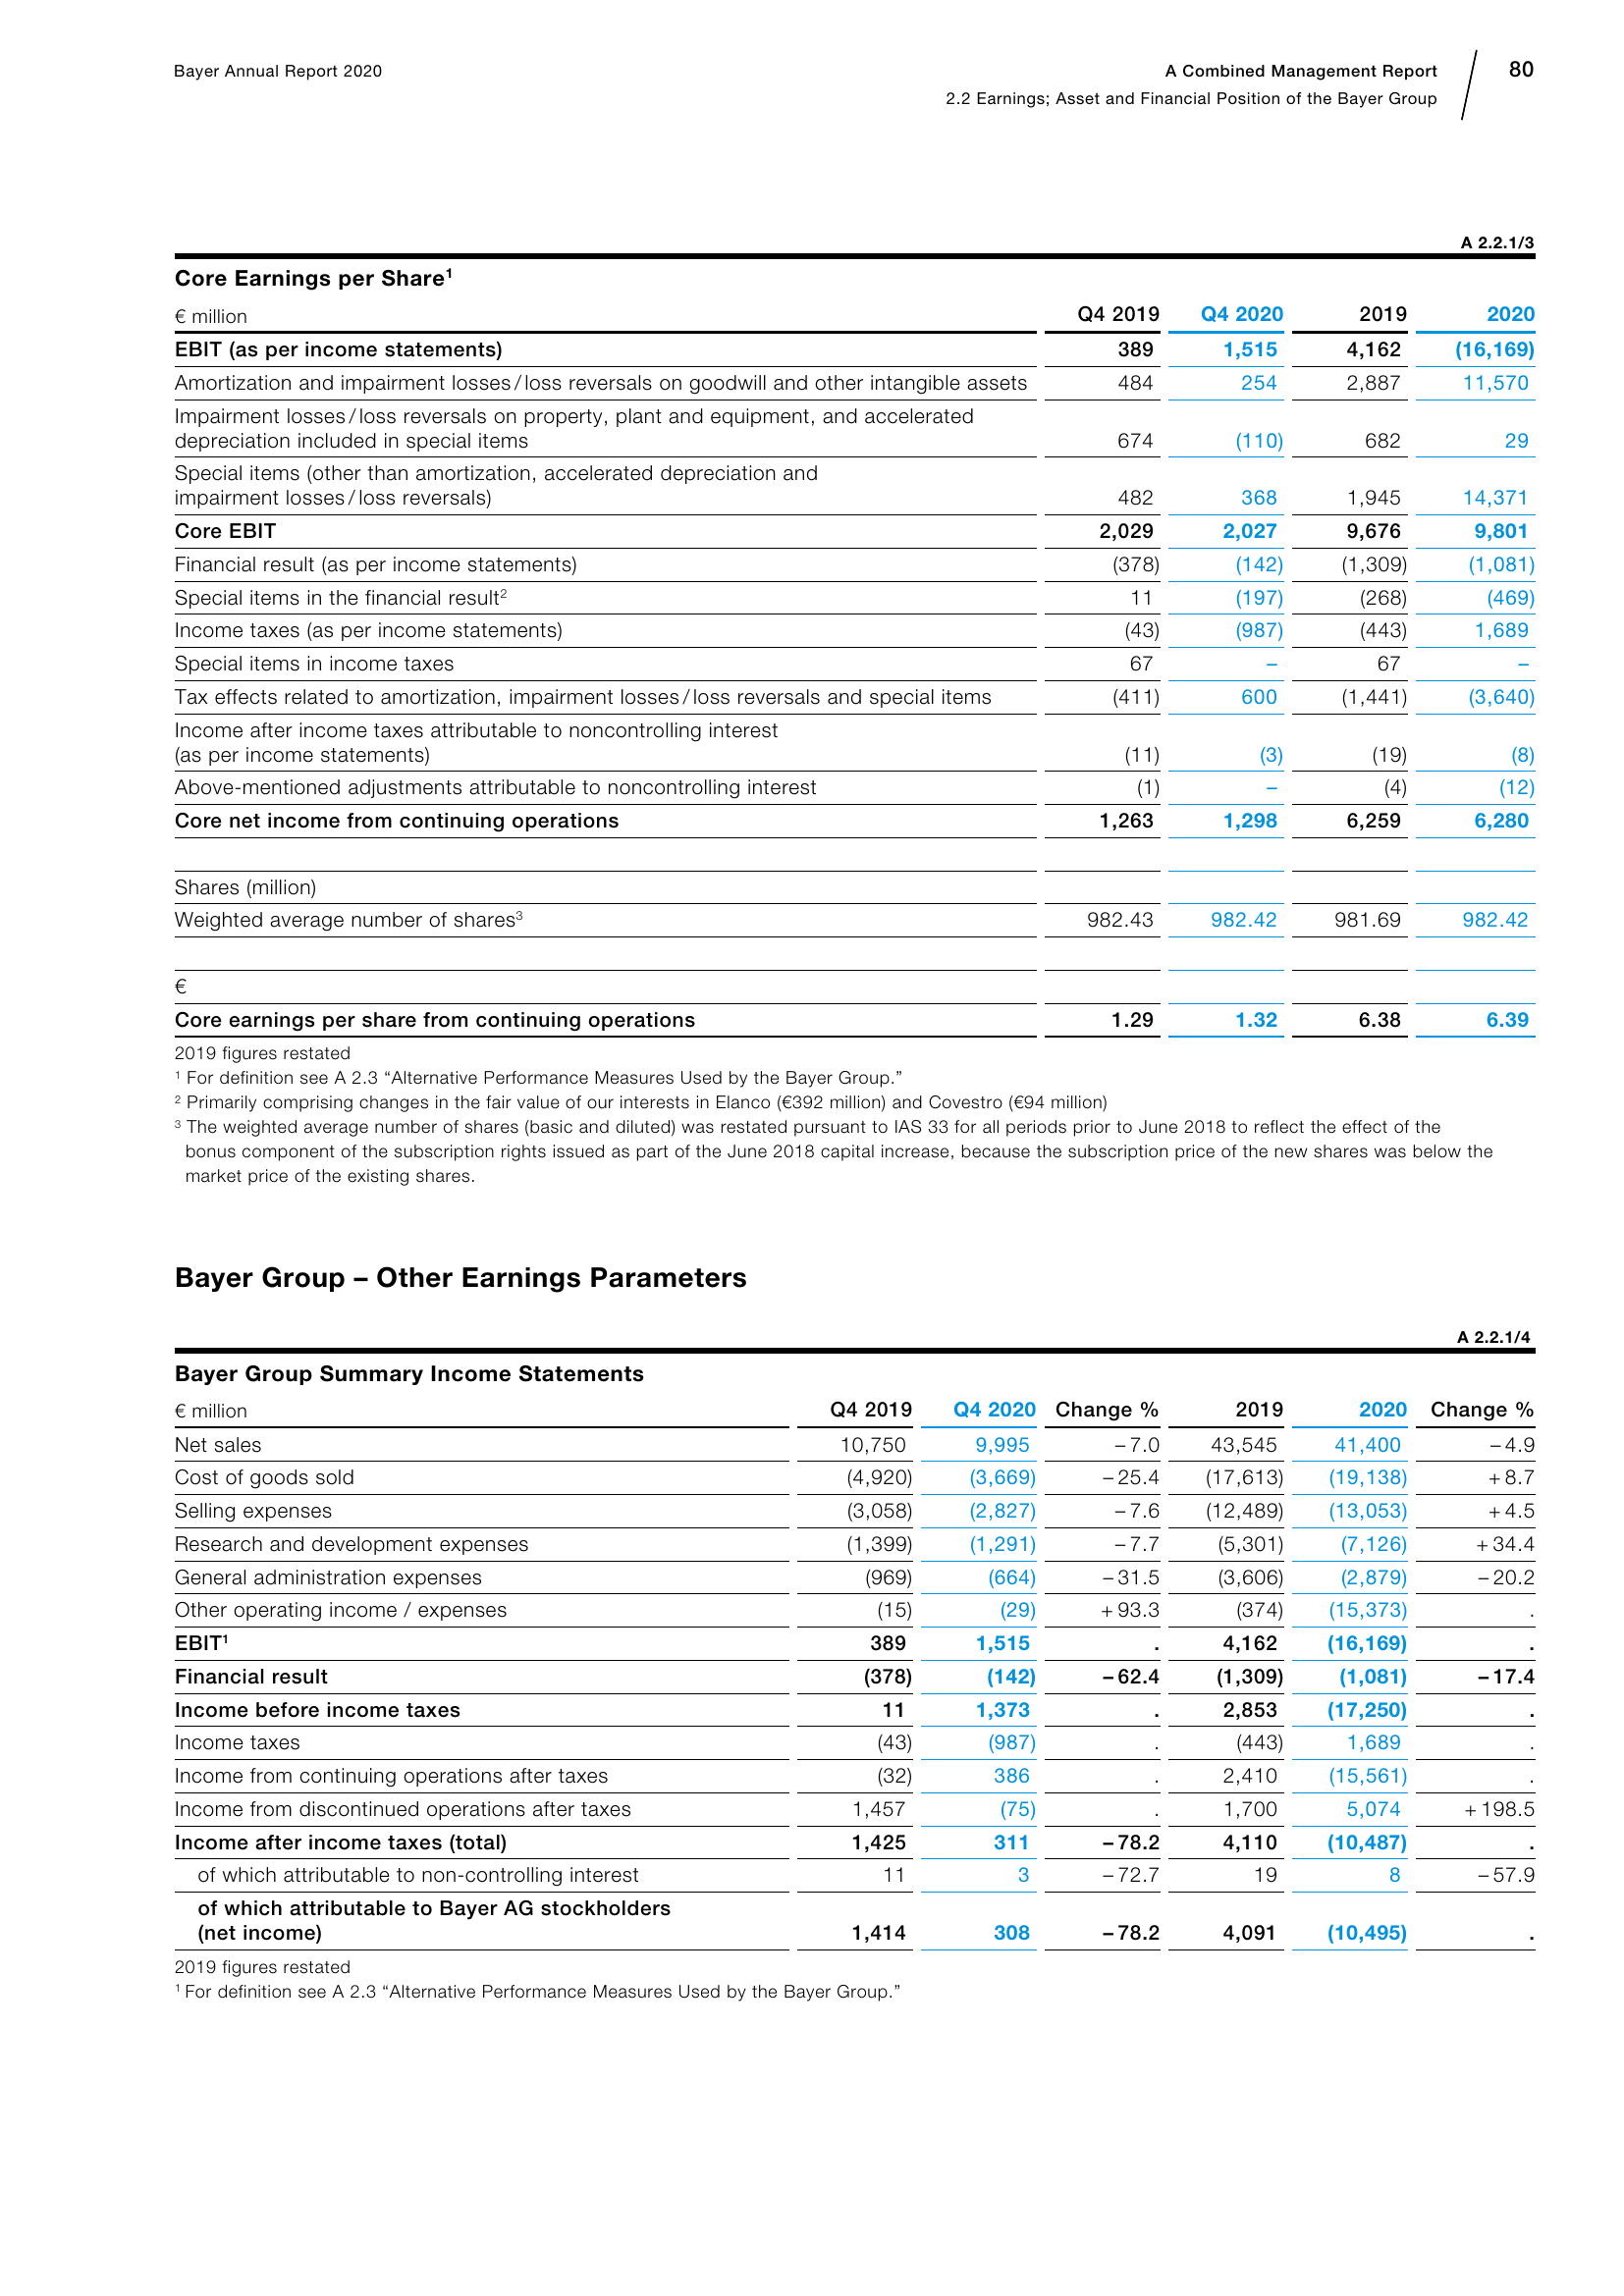 Bayer Annual Report 2020
A Combined Management Report
80
2.2 Earnings; Asset and Financial Position of the Bayer Group
A 2.2.1/3
Core Earnings per Share¹
€ million Q4 2019 Q4 2020 2019 2020
EBIT (as per income statements) 389 1,515 4,162 (16,169)
Amortization and impairment losses / loss reversals on goodwill and other intangible assets 484 254 2,887 11,570
Impairment losses / loss reversals on property, plant and equipment, and accelerated
depreciation included in special items 674 (110) 682 29
Special items (other than amortization, accelerated depreciation and
impairment losses / loss reversals) 482 368 1,945 14,371
Core EBIT 2,029 2,027 9,676 9,801
Financial result (as per income statements) (378) (142) (1,309) (1,081)
Special items in the financial result² 11 (197) (268) (469)
Income taxes (as per income statements) (43) (987) (443) 1,689
Special items in income taxes 67 – 67 –
Tax effects related to amortization, impairment losses / loss reversals and special items (411) 600 (1,441) (3,640)
Income after income taxes attributable to noncontrolling interest
(as per income statements) (11) (3) (19) (8)
Above-mentioned adjustments attributable to noncontrolling interest (1) – (4) (12)
Core net income from continuing operations 1,263 1,298 6,259 6,280
Shares (million)
Weighted average number of shares³ 982.43 982.42 981.69 982.42
€
Core earnings per share from continuing operations 1.29 1.32 6.38 6.39
2019 figures restated
¹ For definition see A 2.3 “Alternative Performance Measures Used by the Bayer Group.”
² Primarily comprising changes in the fair value of our interests in Elanco (€392 million) and Covestro (€94 million)
³ The weighted average number of shares (basic and diluted) was restated pursuant to IAS 33 for all periods prior to June 2018 to reflect the effect of the
bonus component of the subscription rights issued as part of the June 2018 capital increase, because the subscription price of the new shares was below the
market price of the existing shares.
Bayer Group – Other Earnings Parameters
A 2.2.1/4
Bayer Group Summary Income Statements
€ million Q4 2019 Q4 2020 Change % 2019 2020 Change %
Net sales 10,750 9,995 – 7.0 43,545 41,400 – 4.9
Cost of goods sold (4,920) (3,669) – 25.4 (17,613) (19,138) + 8.7
Selling expenses (3,058) (2,827) – 7.6 (12,489) (13,053) + 4.5
Research and development expenses (1,399) (1,291) – 7.7 (5,301) (7,126) + 34.4
General administration expenses (969) (664) – 31.5 (3,606) (2,879) – 20.2
Other operating income / expenses (15) (29) + 93.3 (374) (15,373) .
EBIT¹ 389 1,515 . 4,162 (16,169) .
Financial result (378) (142) – 62.4 (1,309) (1,081) – 17.4
Income before income taxes 11 1,373 . 2,853 (17,250) .
Income taxes (43) (987) . (443) 1,689 .
Income from continuing operations after taxes (32) 386 . 2,410 (15,561) .
Income from discontinued operations after taxes 1,457 (75) . 1,700 5,074 + 198.5
Income after income taxes (total) 1,425 311 – 78.2 4,110 (10,487) .
of which attributable to non-controlling interest 11 3 – 72.7 19 8 – 57.9
of which attributable to Bayer AG stockholders
(net income) 1,414 308 – 78.2 4,091 (10,495) .
2019 figures restated
¹ For definition see A 2.3 “Alternative Performance Measures Used by the Bayer Group.”